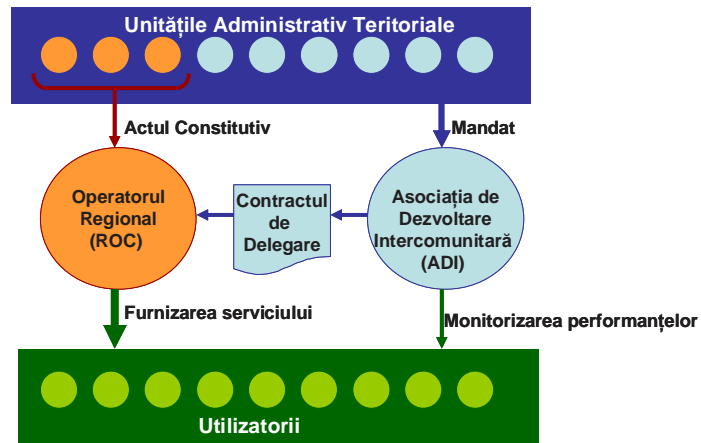 Unitățile Administrativ Teritoriale
Actul Constitutiv
Mandat
Operatorul
Regional
(ROC)
Contractul
de
Delegare
Asociația de
Dezvoltare
Intercomunitară
(ADI)
Furnizarea serviciului
Monitorizarea performanțelor
Utilizatorii